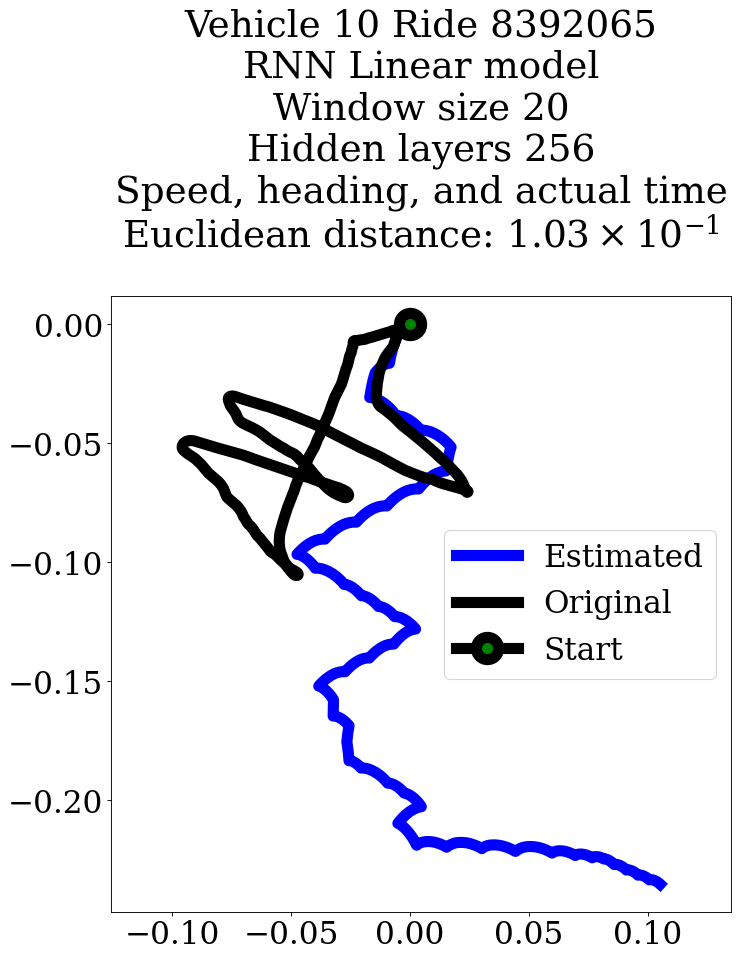 Vehicle 10 Ride 8392065
RNN Linear model
Window size 20
Hidden layers 256
Speed, heading, and actual time
Euclidean distance: 1.03 × 10⁻¹
0.00
−0.05
−0.10
−0.15
−0.20
Estimated
Original
Start
−0.10 −0.05 0.00 0.05 0.10